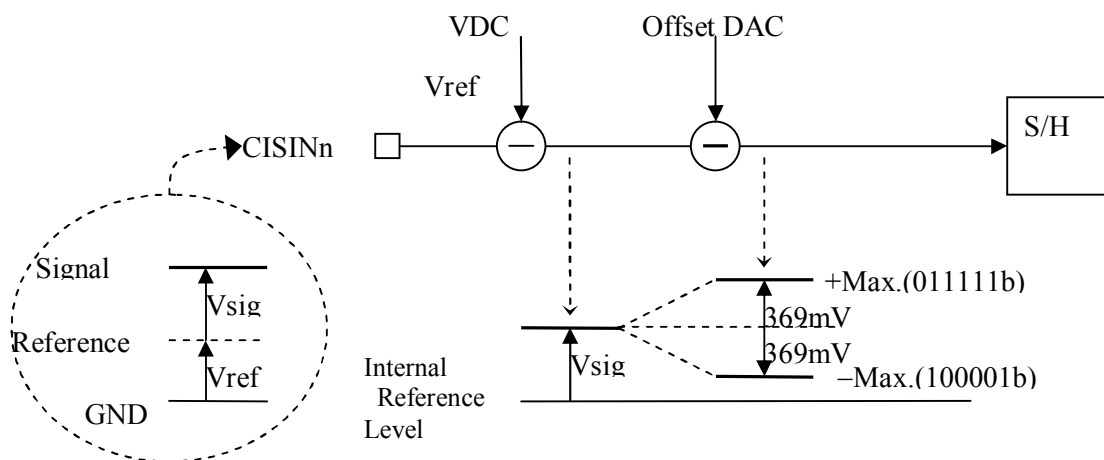 VDC
Offset DAC
Vref
S/H
CISINn
Signal
Vsig
Reference
Vref
GND
+Max.(011111b)
369mV
369mV
−Max.(100001b)
Vsig
Internal
Reference
Level